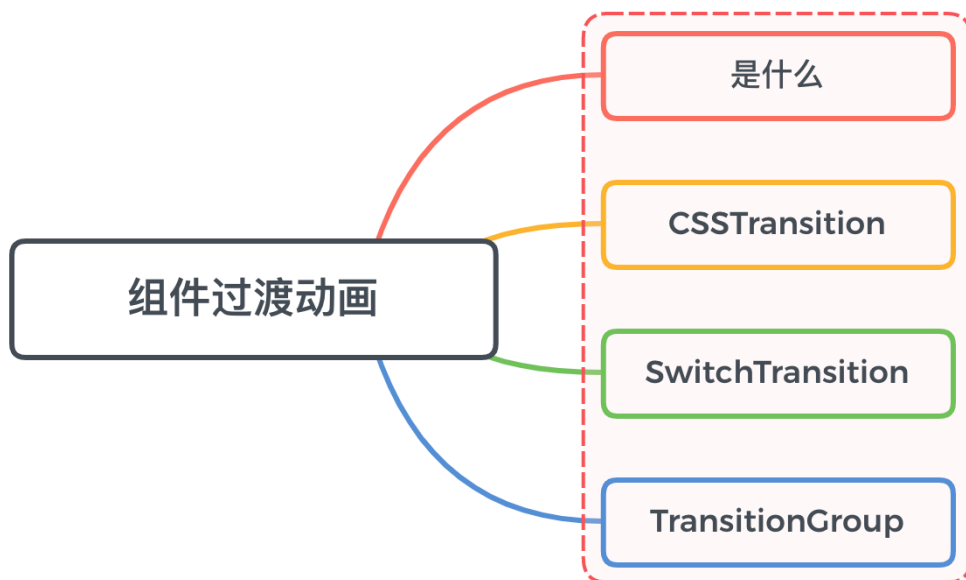 是什么
CSSTransition
组件过渡动画
SwitchTransition
TransitionGroup